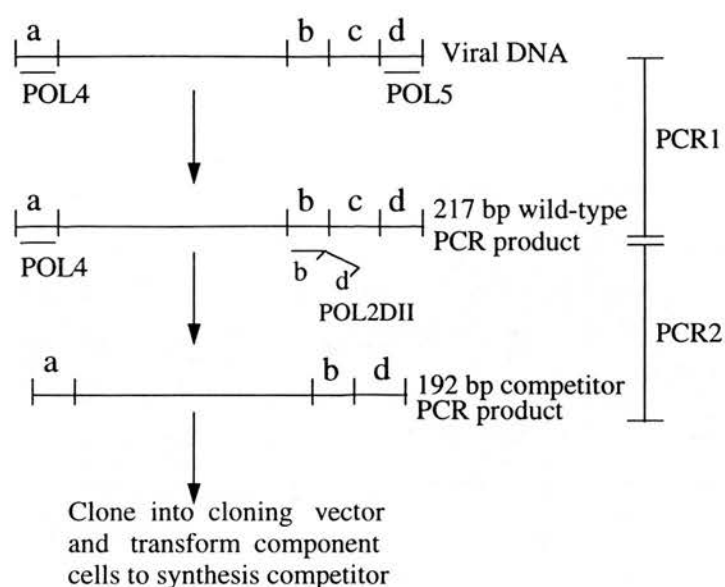 a b c d
Viral DNA
POL4 POL5
PCR1
a b c d
217 bp wild-type
PCR product
POL4
b
d
POL2DII
PCR2
a b d
192 bp competitor
PCR product
Clone into cloning vector
and transform component
cells to synthesis competitor